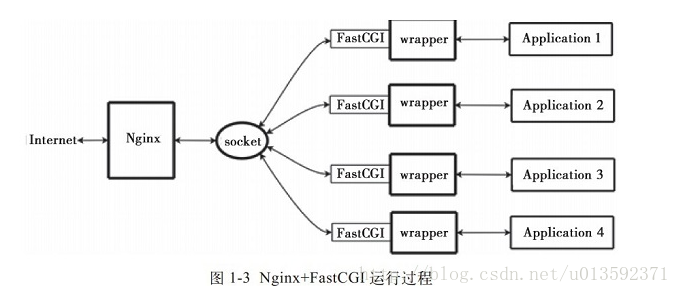 FastCGI wrapper Application 1
FastCGI wrapper Application 2
Internet Nginx socket
FastCGI wrapper Application 3
FastCGI wrapper Application 4
图 1-3 Nginx+FastCGI 运行过程
http://blog.csdn.net/u013592371